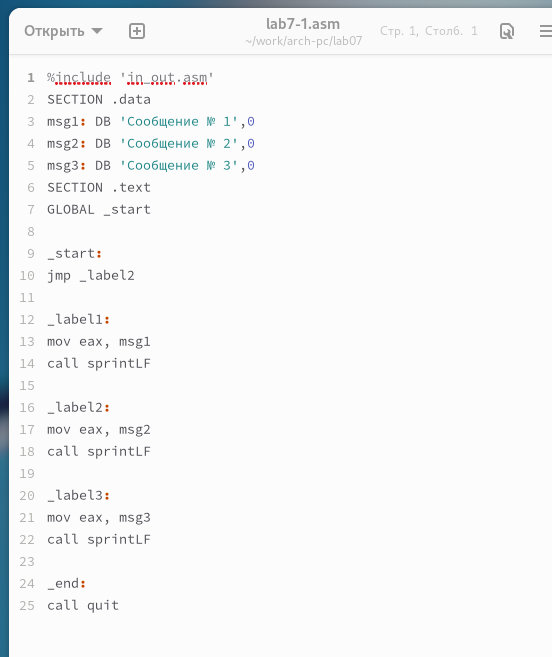 Открыть
lab7-1.asm
~/work/arch-pc/lab07
Стр. 1, Столб. 1
1 %include 'in_out.asm'
2 SECTION .data
3 msg1: DB 'Сообщение № 1',0
4 msg2: DB 'Сообщение № 2',0
5 msg3: DB 'Сообщение № 3',0
6 SECTION .text
7 GLOBAL _start
8
9 _start:
10 jmp _label2
11
12 _label1:
13 mov eax, msg1
14 call sprintLF
15
16 _label2:
17 mov eax, msg2
18 call sprintLF
19
20 _label3:
21 mov eax, msg3
22 call sprintLF
23
24 _end:
25 call quit